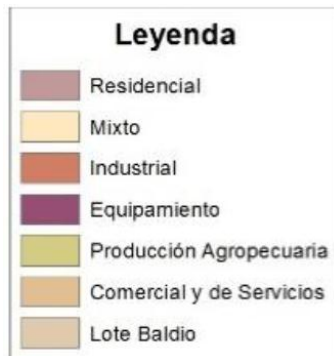 Leyenda
Residencial
Mixto
Industrial
Equipamiento
Producción Agropecuaria
Comercial y de Servicios
Lote Baldio